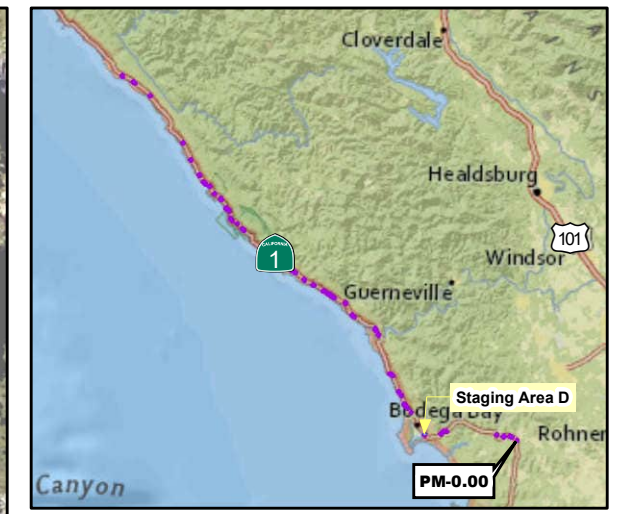 Cloverdale
Healdsburg
101
Windsor
CALIFORNIA
1
Guerneville
Staging Area D
Bodega Bay
Rohner
PM-0.00
Canyon